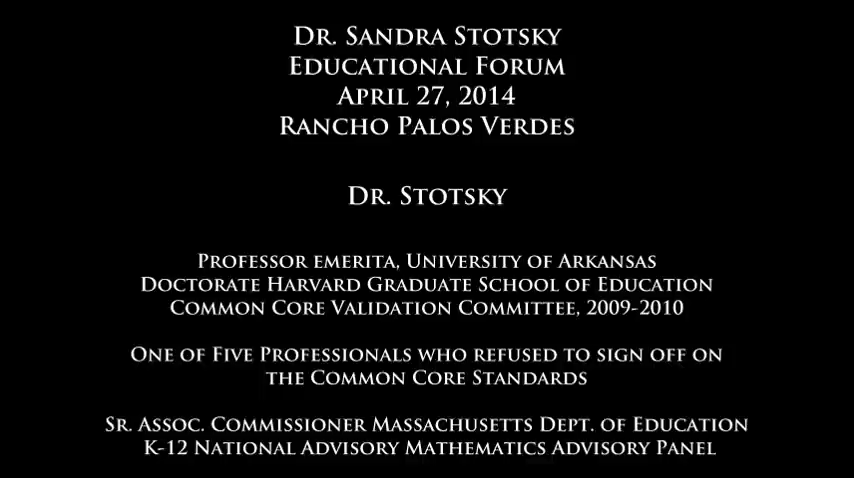 Dr. Sandra Stotsky
Educational Forum
April 27, 2014
Rancho Palos Verdes
Dr. Stotsky
Professor emerita, University of Arkansas
Doctorate Harvard Graduate School of Education
Common Core Validation Committee, 2009-2010
One of Five Professionals who refused to sign off on
the Common Core Standards
Sr. Assoc. Commissioner Massachusetts Dept. of Education
K-12 National Advisory Mathematics Advisory Panel